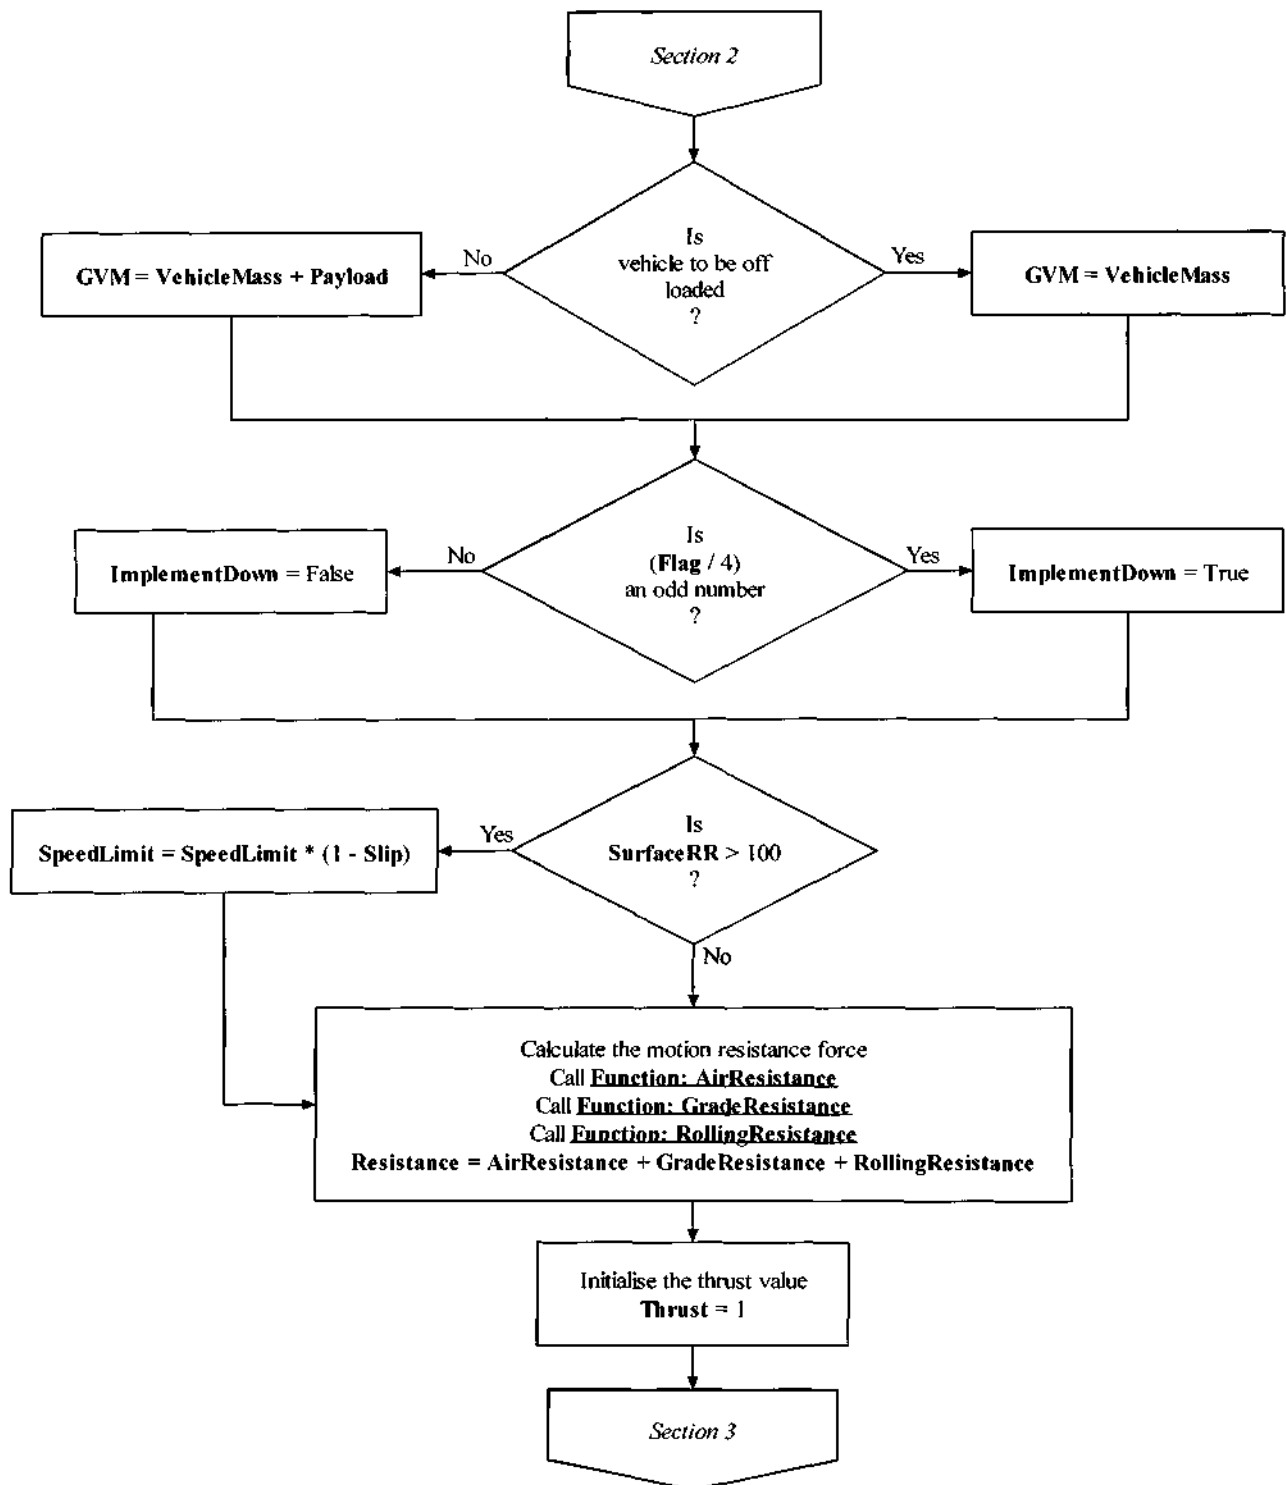 Section 2
Is
vehicle to be off
loaded
?
No
Yes
GVM = VehicleMass + Payload
GVM = VehicleMass
Is
(Flag / 4)
an odd number
?
No
Yes
ImplementDown = False
ImplementDown = True
Is
SurfaceRR > 100
?
Yes
SpeedLimit = SpeedLimit * (1 - Slip)
No
Calculate the motion resistance force
Call Function: AirResistance
Call Function: GradeResistance
Call Function: RollingResistance
Resistance = AirResistance + GradeResistance + RollingResistance
Initialise the thrust value
Thrust = 1
Section 3